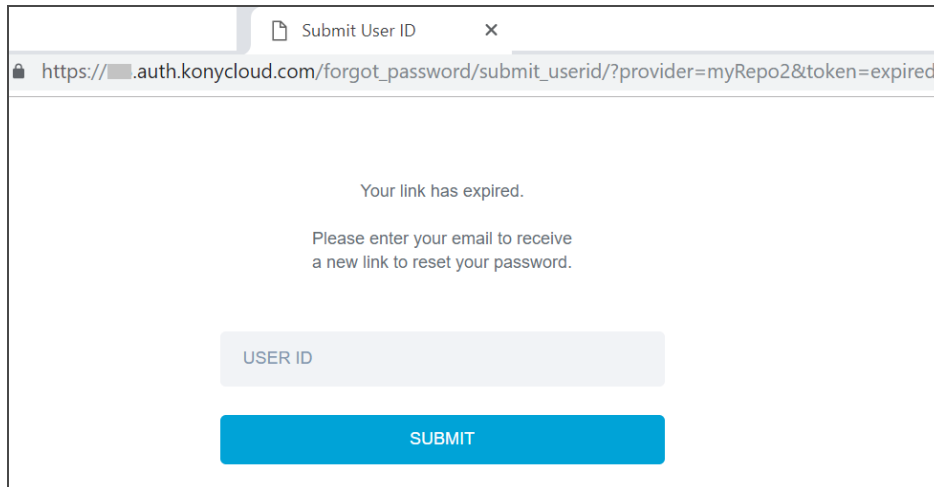 Submit User ID
https:// .auth.konycloud.com/forgot_password/submit_userid/?provider=myRepo2&token=expired
Your link has expired.
Please enter your email to receive
a new link to reset your password.
USER ID
SUBMIT